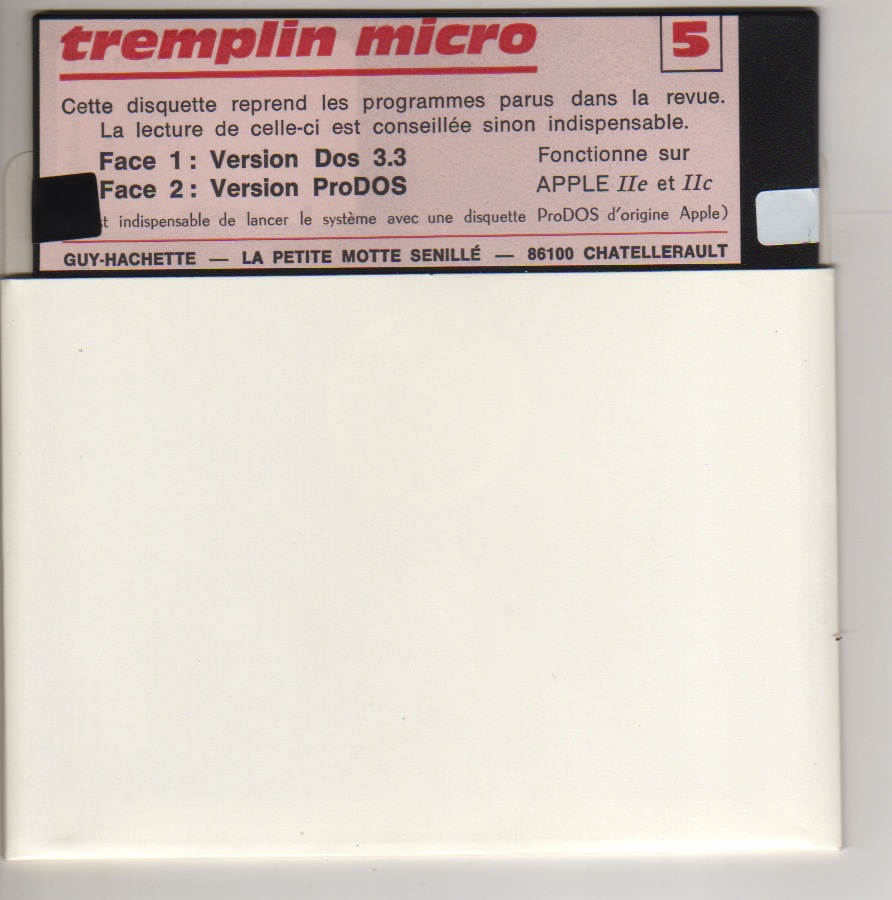 tremplin micro 5
Cette disquette reprend les programmes parus dans la revue.
La lecture de celle-ci est conseillée sinon indispensable.
Face 1 : Version Dos 3.3 Fonctionne sur
Face 2 : Version ProDOS APPLE IIe et IIc
indispensable de lancer le système avec une disquette ProDOS d'origine Apple)
GUY-HACHETTE — LA PETITE MOTTE SENILLÉ — 86100 CHATELLERAULT